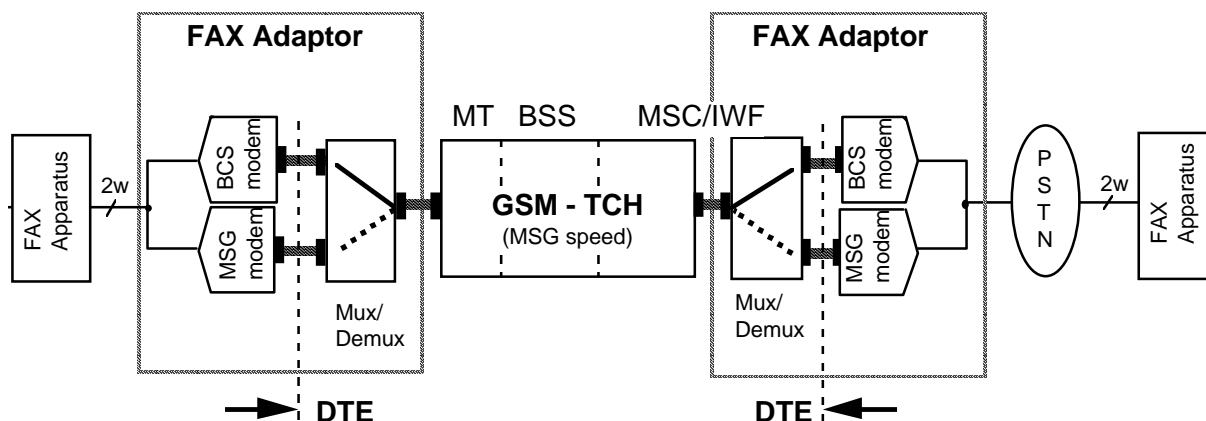 FAX Adaptor
FAX Adaptor
MT BSS MSC/IWF
FAX
Apparatus
2w
BCS
modem
MSG
modem
Mux/
Demux
GSM - TCH
(MSG speed)
Mux/
Demux
BCS
modem
MSG
modem
PSTN
2w
FAX
Apparatus
DTE
DTE